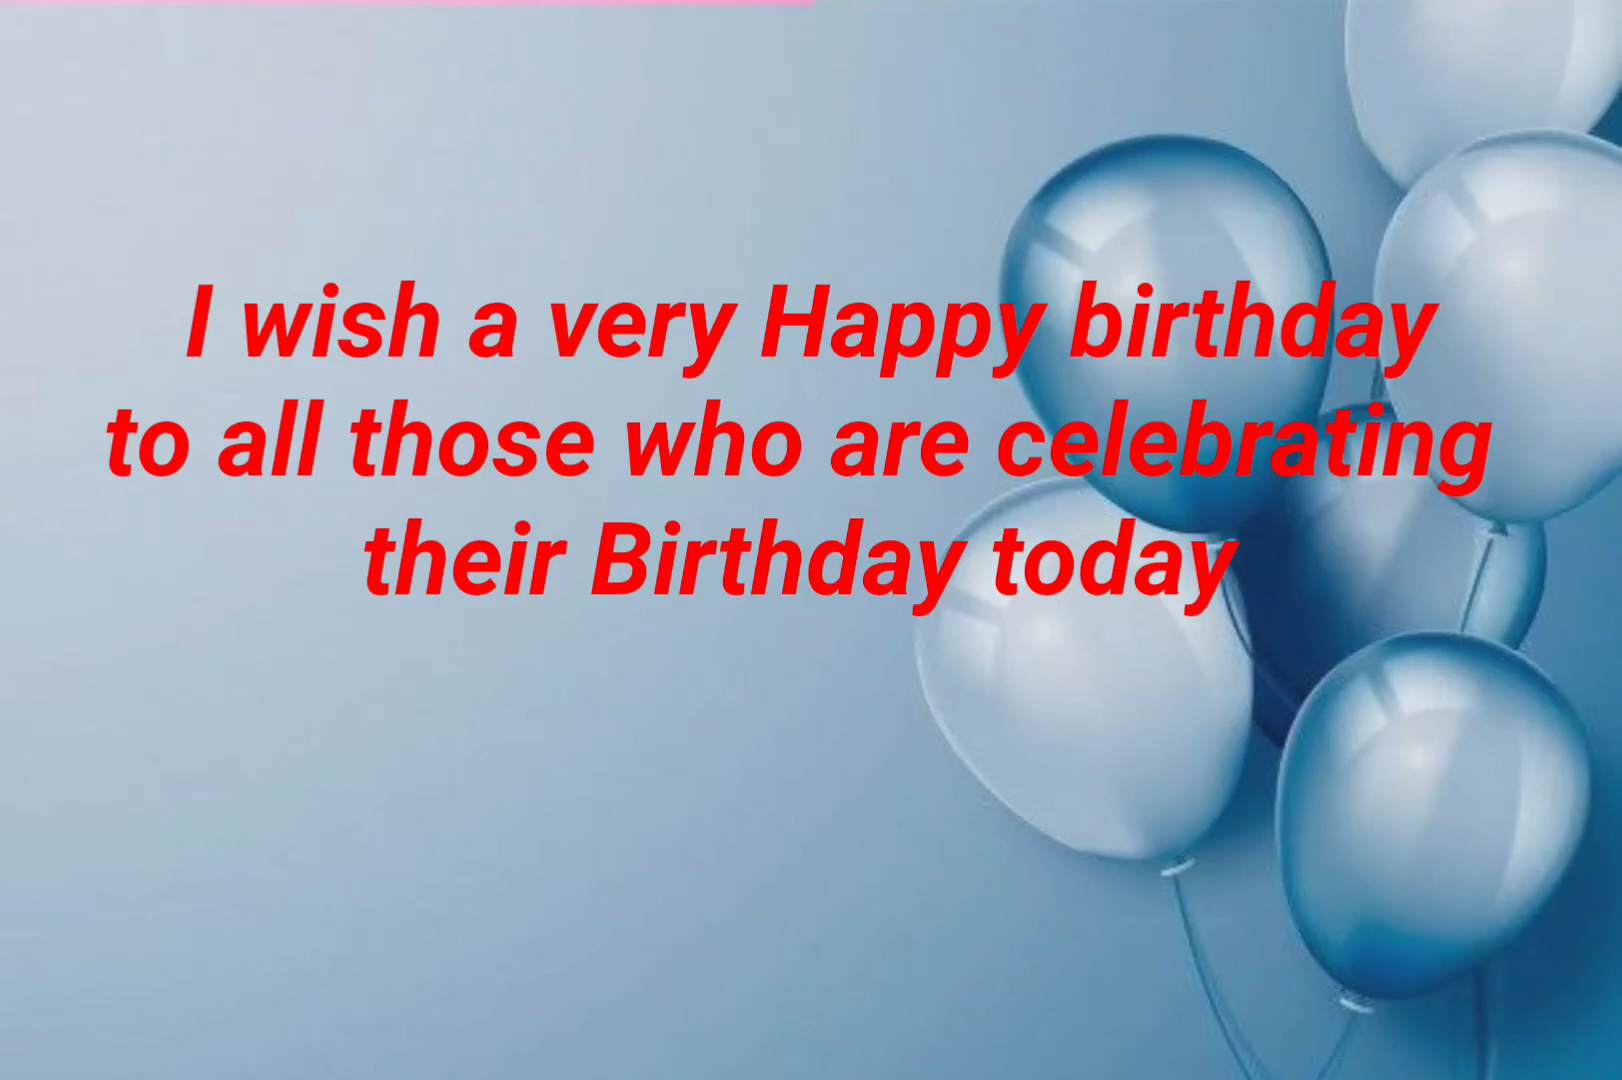 I wish a very Happy birthday
to all those who are celebrating
their Birthday today